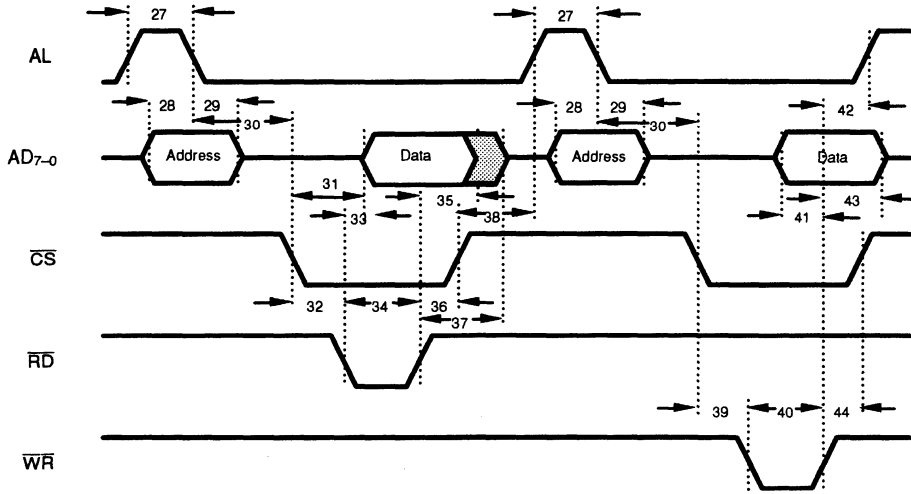 27 27
AL
28 29 30 28 29 30 42
AD7–0 Address Data Address Data
31 33 35 38 41 43
CS
32 34 36 37
RD
39 40 44
WR